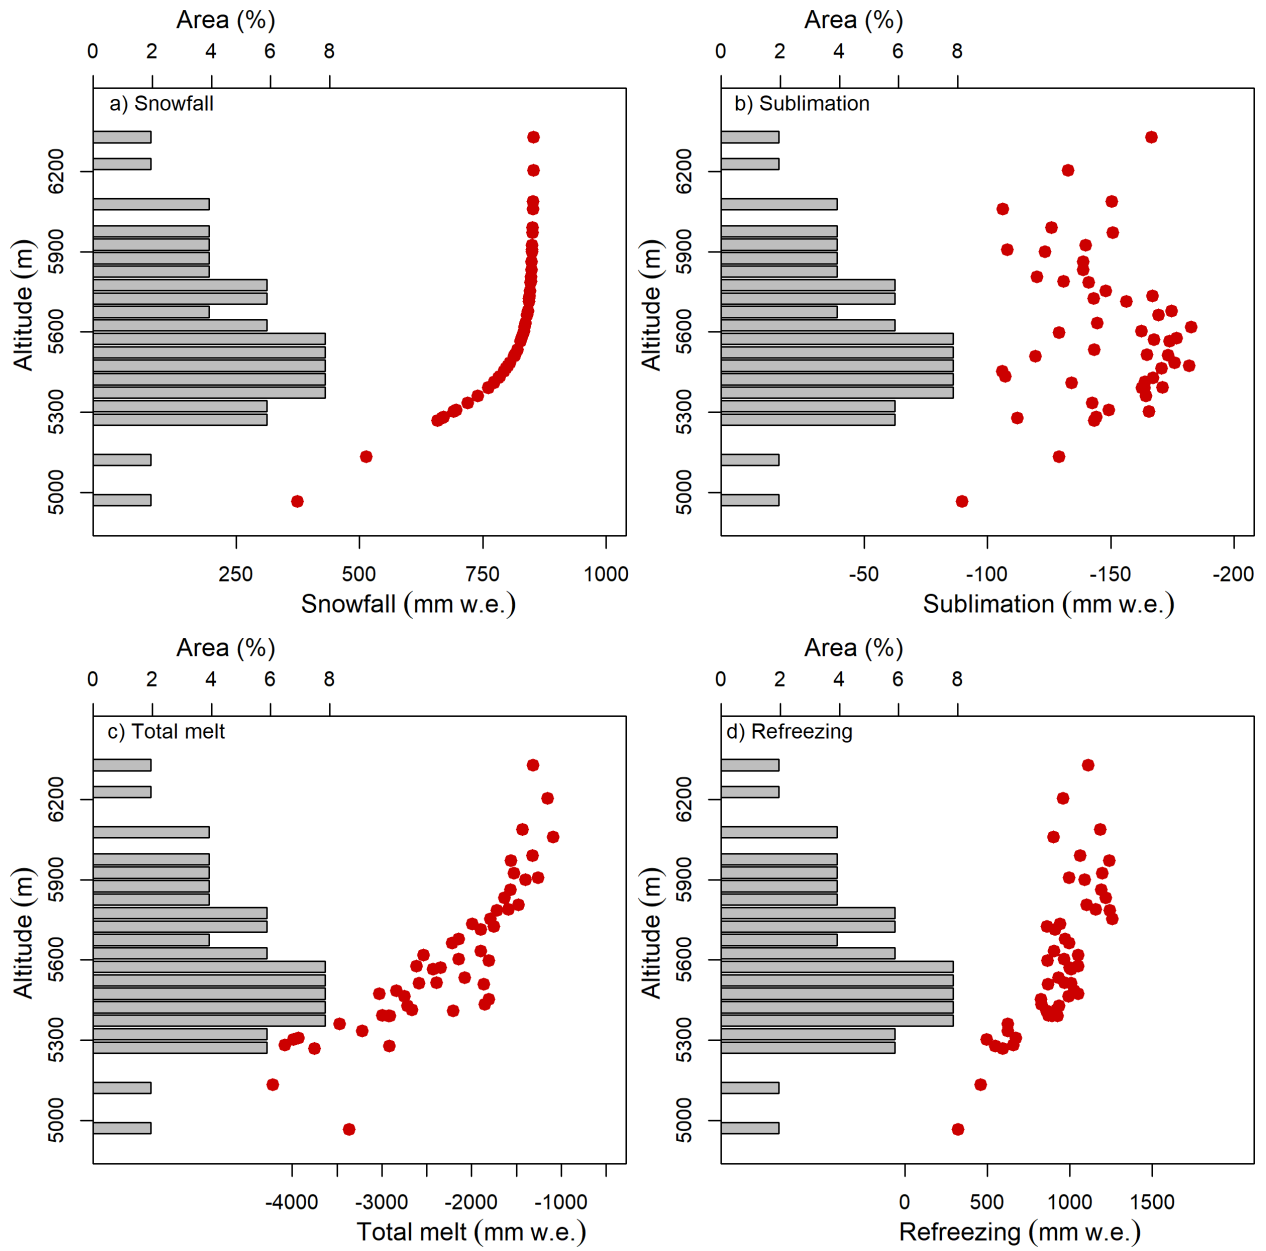 Area (%)
0 2 4 6 8
a) Snowfall
Altitude (m)
6200
5900
5600
5300
5000
250 500 750 1000
Snowfall (mm w.e.)
Area (%)
0 2 4 6 8
b) Sublimation
Altitude (m)
6200
5900
5600
5300
5000
-50 -100 -150 -200
Sublimation (mm w.e.)
Area (%)
0 2 4 6 8
c) Total melt
Altitude (m)
6200
5900
5600
5300
5000
-4000 -3000 -2000 -1000
Total melt (mm w.e.)
Area (%)
0 2 4 6 8
d) Refreezing
Altitude (m)
6200
5900
5600
5300
5000
0 500 1000 1500
Refreezing (mm w.e.)